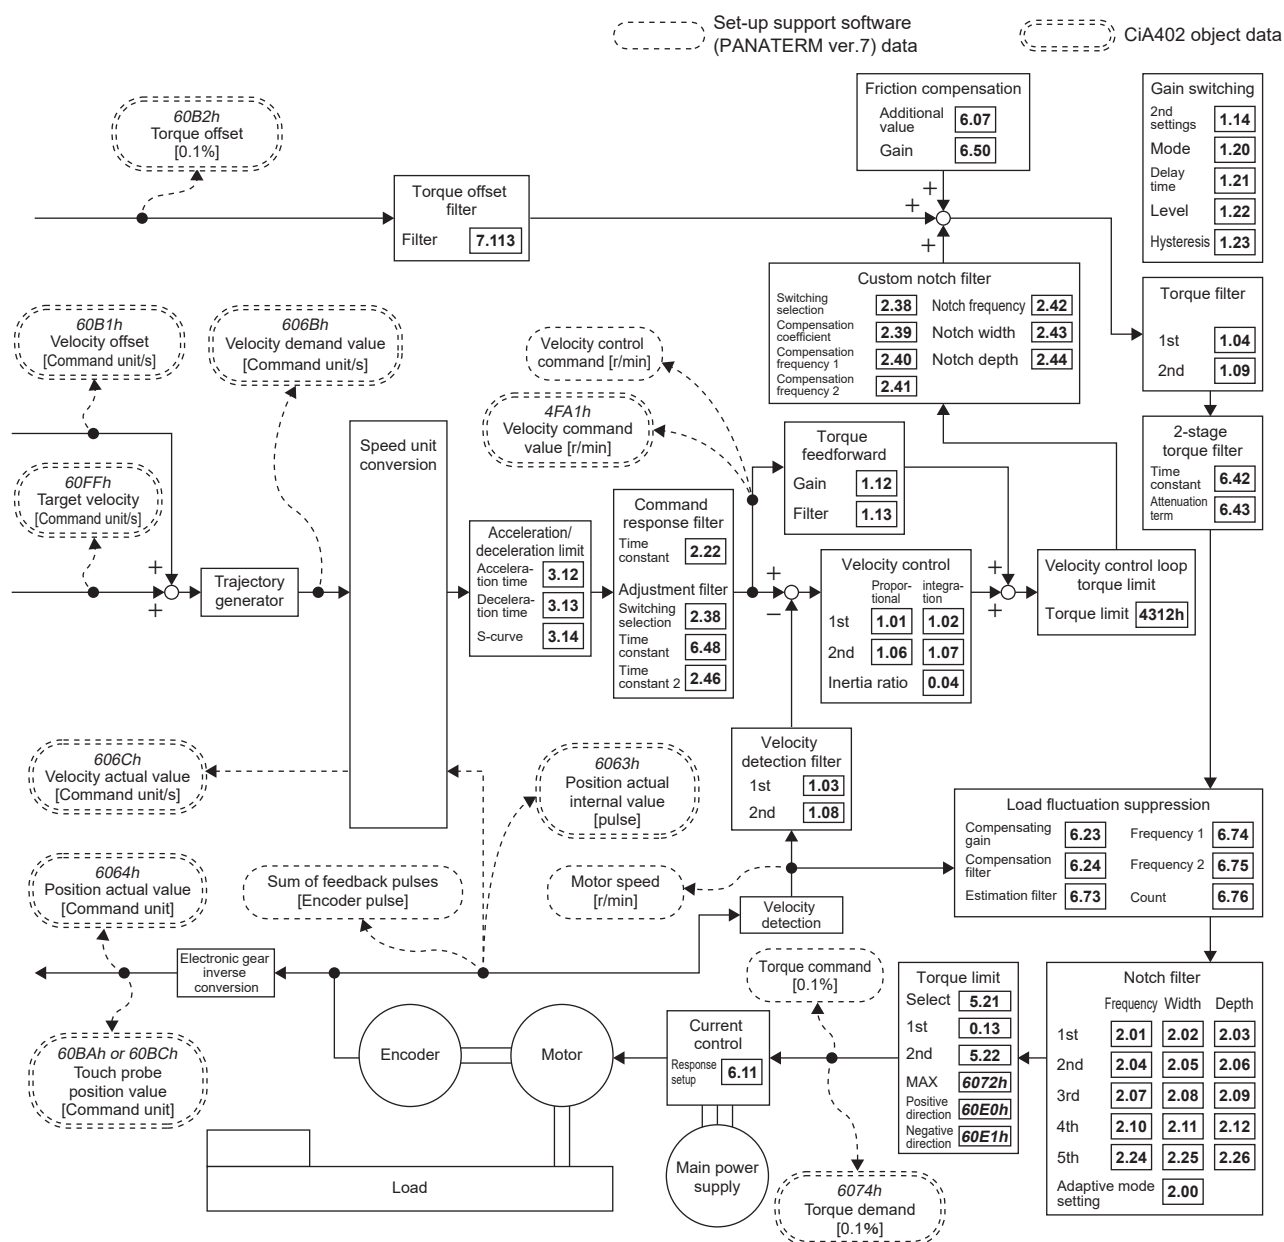 Set-up support software
(PANATERM ver.7) data
CiA402 object data
60B2h
Torque offset
[0.1%]
Torque offset
filter
Filter 7.113
Friction compensation
Additional
value 6.07
Gain 6.50
Gain switching
2nd
settings 1.14
Mode 1.20
Delay
time 1.21
Level 1.22
Hysteresis 1.23
+
+
+
Custom notch filter
Switching
selection 2.38
Notch frequency 2.42
Compensation
coefficient 2.39
Notch width 2.43
Compensation
frequency 1 2.40
Notch depth 2.44
Compensation
frequency 2 2.41
Torque filter
1st 1.04
2nd 1.09
60B1h
Velocity offset
[Command unit/s]
606Bh
Velocity demand value
[Command unit/s]
Velocity control
command [r/min]
4FA1h
Velocity command
value [r/min]
60FFh
Target velocity
[Command unit/s]
Speed unit
conversion
Torque
feedforward
Gain 1.12
Filter 1.13
2-stage
torque filter
Time
constant 6.42
Attenuation
term 6.43
+
+
Trajectory
generator
Acceleration/
deceleration limit
Accelera-
tion time 3.12
Decelera-
tion time 3.13
S-curve 3.14
Command
response filter
Time
constant 2.22
Adjustment filter
Switching
selection 2.38
Time
constant 6.48
Time
constant 2 2.46
+
−
Velocity control
Propor-
tional
integra-
tion
1st 1.01 1.02
2nd 1.06 1.07
Inertia ratio 0.04
+
+
Velocity control loop
torque limit
Torque limit 4312h
606Ch
Velocity actual value
[Command unit/s]
6063h
Position actual
internal value
[pulse]
Velocity
detection filter
1st 1.03
2nd 1.08
Load fluctuation suppression
Compensating
gain 6.23
Frequency 1 6.74
Compensation
filter 6.24
Frequency 2 6.75
Estimation filter 6.73
Count 6.76
6064h
Position actual value
[Command unit]
Sum of feedback pulses
[Encoder pulse]
Motor speed
[r/min]
Velocity
detection
Electronic gear
inverse
conversion
60BAh or 60BCh
Touch probe
position value
[Command unit]
Encoder
Motor
Load
Current
control
Response
setup 6.11
Main power
supply
Torque command
[0.1%]
6074h
Torque demand
[0.1%]
Torque limit
Select 5.21
1st 0.13
2nd 5.22
MAX 6072h
Positive
direction 60E0h
Negative
direction 60E1h
Notch filter
Frequency Width Depth
1st 2.01 2.02 2.03
2nd 2.04 2.05 2.06
3rd 2.07 2.08 2.09
4th 2.10 2.11 2.12
5th 2.24 2.25 2.26
Adaptive mode
setting 2.00